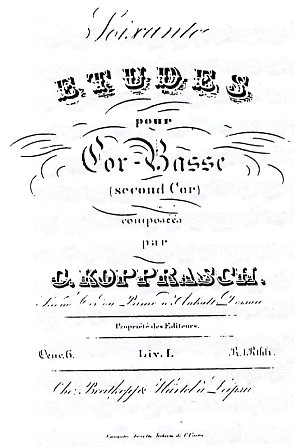 Soixante
ETUDES
pour
Cor-Basse
(second Cor)
composées
par
C. KOPPRASCH.
Propriété des Editeurs.
Oeuv. 6. Liv. I.
Chez Breitkopf & Härtel à Leipsic